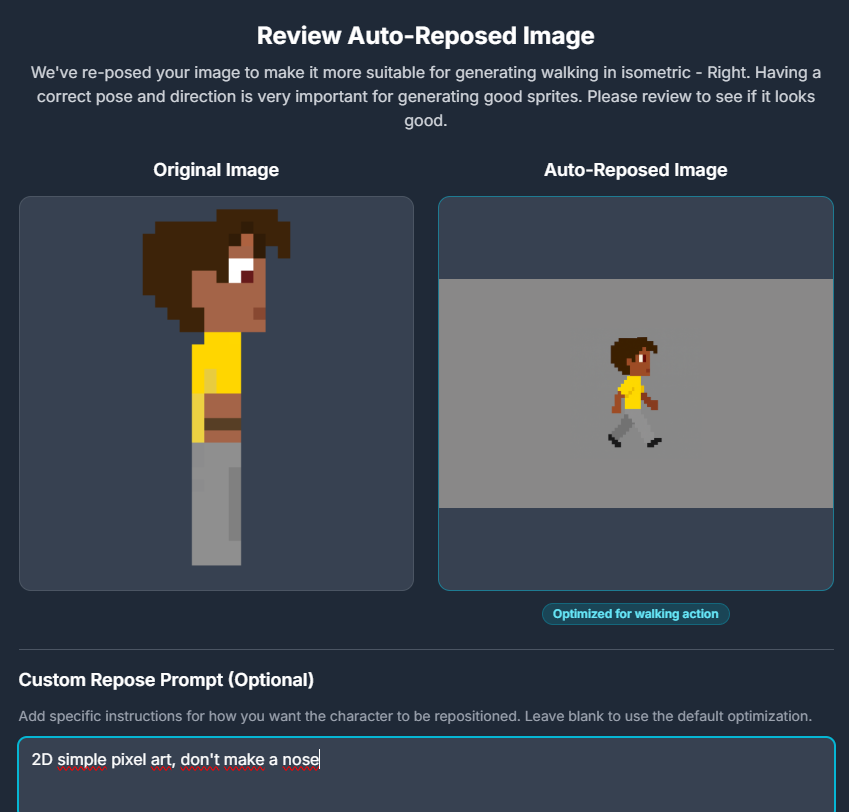 Review Auto-Reposed Image
We've re-posed your image to make it more suitable for generating walking in isometric - Right. Having a
correct pose and direction is very important for generating good sprites. Please review to see if it looks
good.
Original Image
Auto-Reposed Image
Optimized for walking action
Custom Repose Prompt (Optional)
Add specific instructions for how you want the character to be repositioned. Leave blank to use the default optimization.
2D simple pixel art, don't make a nose